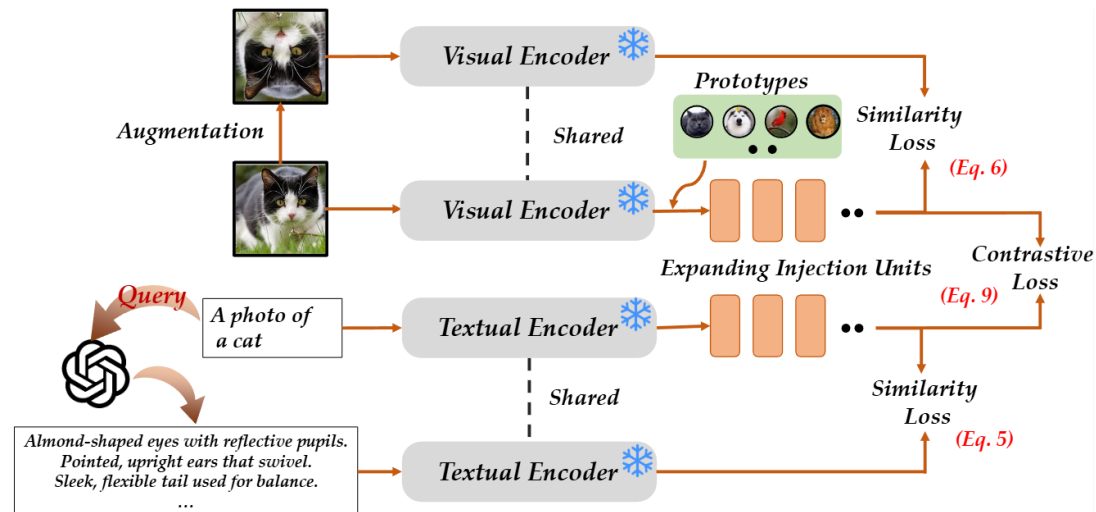 Visual Encoder
Prototypes
Augmentation
Shared
Similarity
Loss
(Eq. 6)
Visual Encoder
Expanding Injection Units
Contrastive
Loss
(Eq. 9)
Query
A photo of
a cat
Textual Encoder
Shared
Similarity
Loss
(Eq. 5)
Almond-shaped eyes with reflective pupils.
Pointed, upright ears that swivel.
Sleek, flexible tail used for balance.
...
Textual Encoder